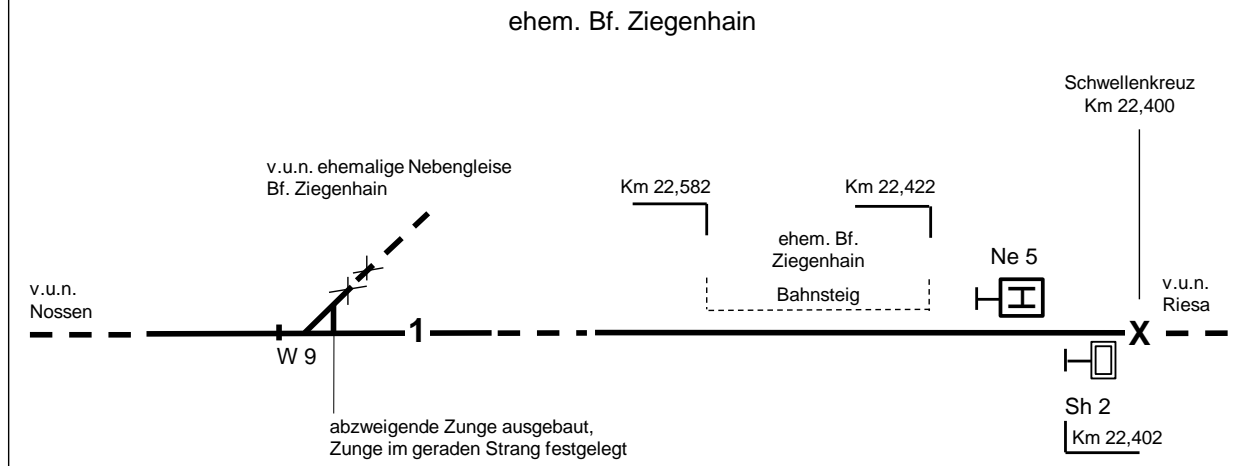 ehem. Bf. Ziegenhain
Schwellenkreuz
Km 22,400
v.u.n. ehemalige Nebengleise
Bf. Ziegenhain
Km 22,582
Km 22,422
ehem. Bf.
Ziegenhain
Ne 5
Bahnsteig
v.u.n.
Nossen
v.u.n.
Riesa
1
X
W 9
Sh 2
Km 22,402
abzweigende Zunge ausgebaut,
Zunge im geraden Strang festgelegt